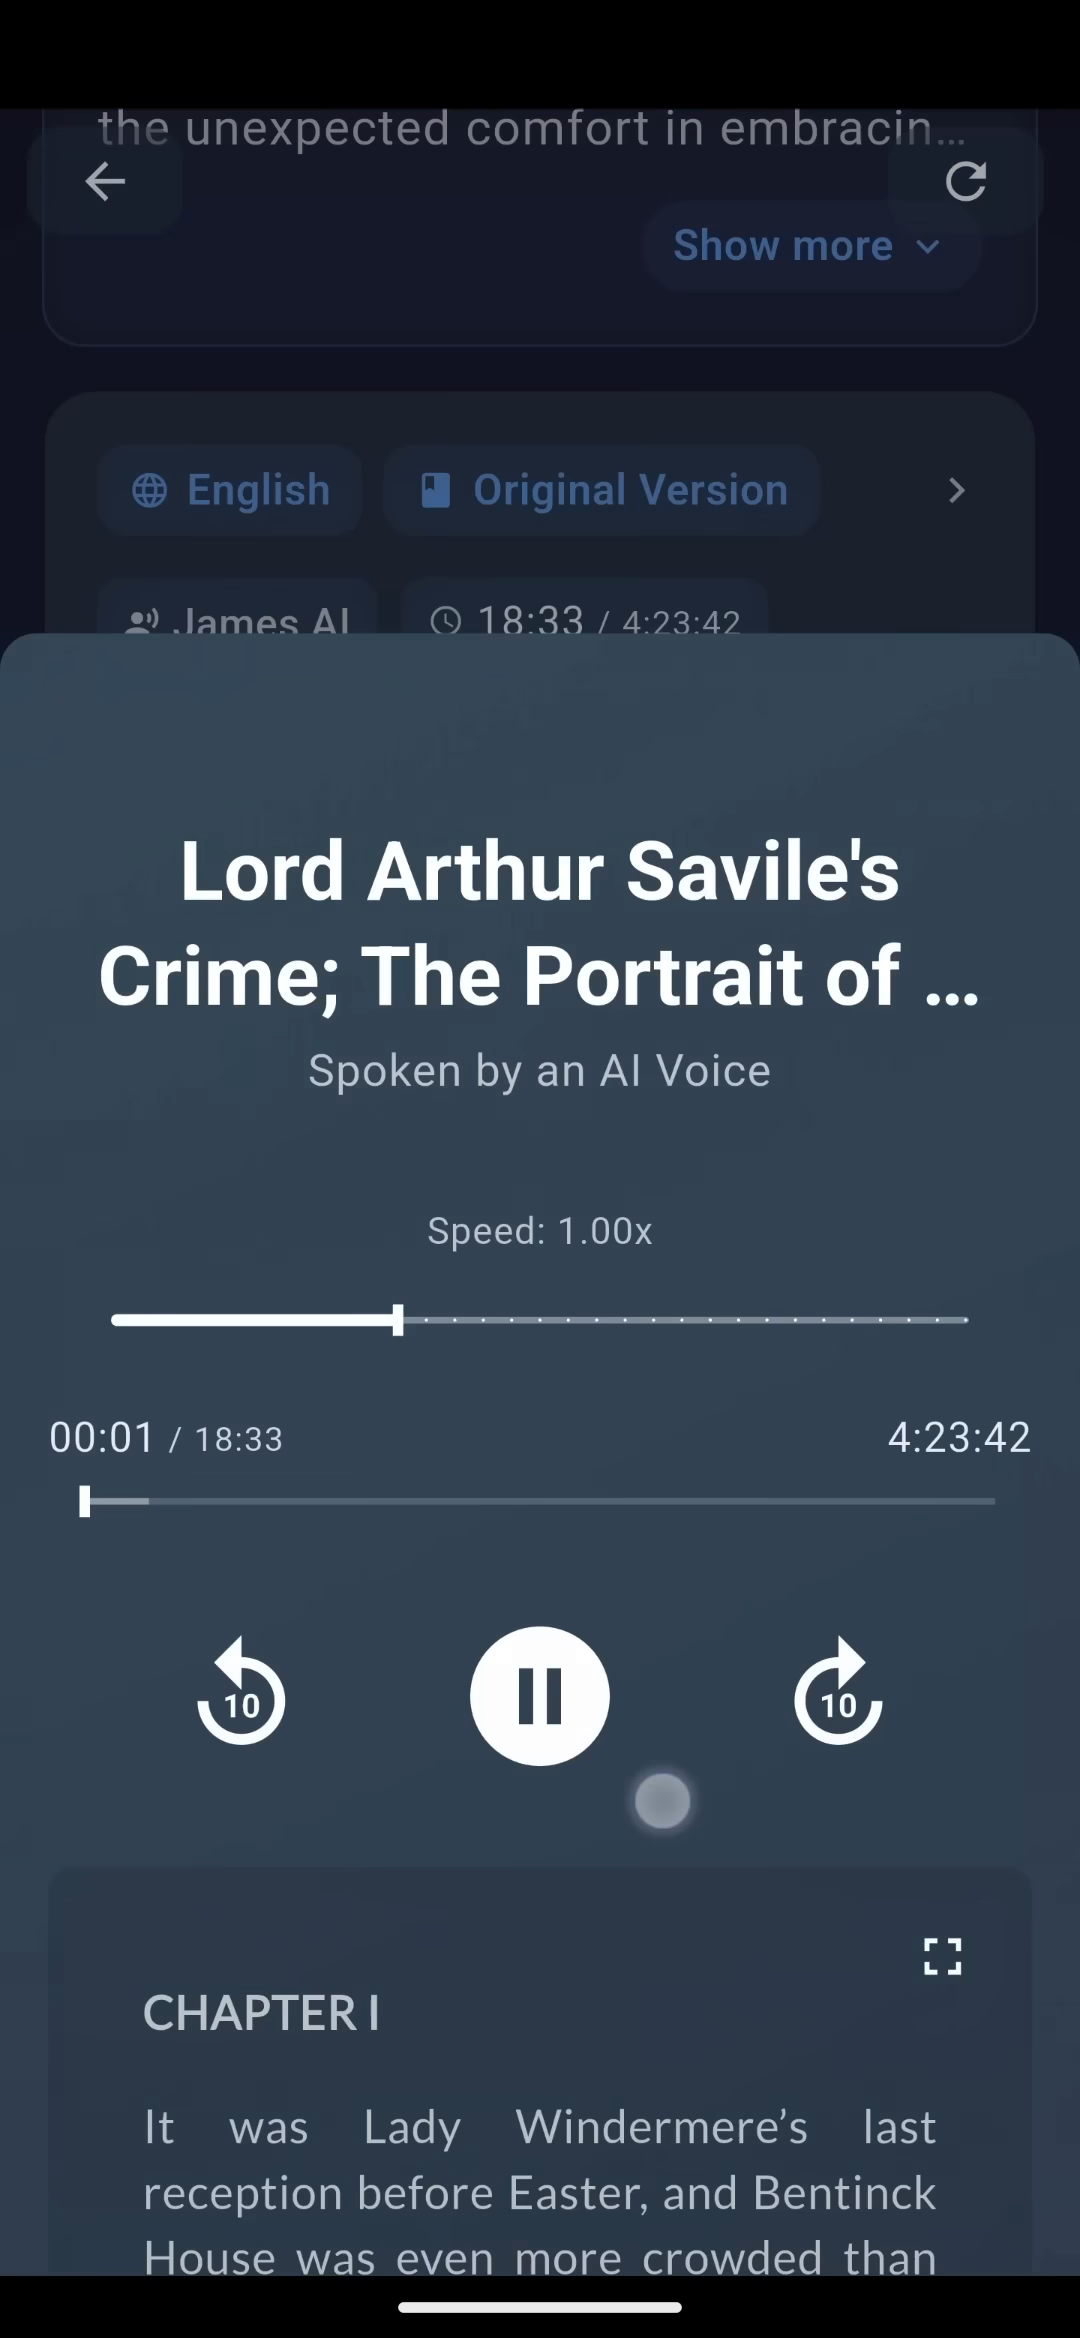 the unexpected comfort in embracin…
Show more
English
Original Version
James AI
18:33 / 4:23:42
Lord Arthur Savile's
Crime; The Portrait of …
Spoken by an AI Voice
Speed: 1.00x
00:01 / 18:33
4:23:42
10
10
CHAPTER I
It was Lady Windermere’s last
reception before Easter, and Bentinck
House was even more crowded than